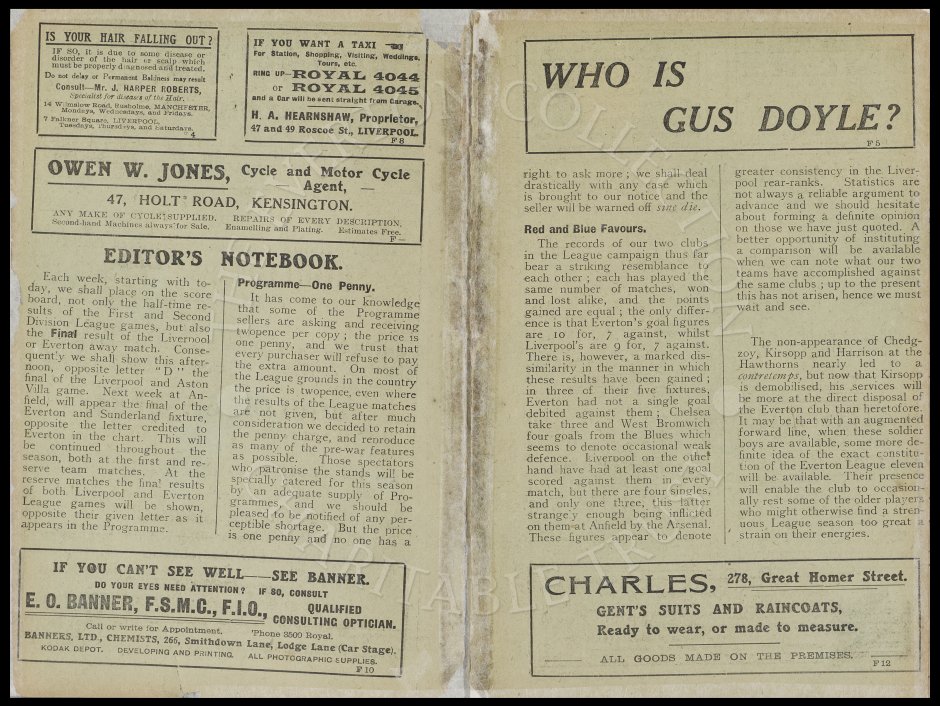 IS YOUR HAIR FALLING OUT?
IF SO, it is due to some disease or
disorder of the hair or scalp which
must be properly diagnosed and treated.
Do not delay or Permanent Baldness may result
Consult—Mr. J. HARPER ROBERTS,
Specialist for diseases of the Hair.
14 Wilmslow Road, Rusholme, MANCHESTER,
Mondays, Wednesdays, and Fridays.
7 Falkner Square, LIVERPOOL,
Tuesdays, Thursdays, and Saturdays.
4
IF YOU WANT A TAXI
For Station, Shopping, Visiting, Weddings,
Tours, etc.
RING UP—ROYAL 4044
or ROYAL 4045
and a Car will be sent straight from Garage.
H. A. HEARNSHAW, Proprietor,
47 and 49 Roscoe St., LIVERPOOL.
F 8
OWEN W. JONES, Cycle and Motor Cycle
Agent, —
47, HOLT ROAD, KENSINGTON.
ANY MAKE OF CYCLE SUPPLIED. REPAIRS OF EVERY DESCRIPTION,
Second-hand Machines always for Sale. Enamelling and Plating. Estimates Free.
F —
EDITOR'S NOTEBOOK.
Each week, starting with to-
day, we shall place on the score
board, not only the half-time re-
sults of the First and Second
Division League games, but also
the Final result of the Liverpool
or Everton away match. Conse-
quently we shall show this after-
noon, opposite letter "D" the
final of the Liverpool and Aston
Villa game. Next week at An-
field, will appear the final of the
Everton and Sunderland fixture,
opposite the letter credited to
Everton in the chart. This will
be continued throughout the
season, both at the first and re-
serve team matches. At the
reserve matches the final results
of both Liverpool and Everton
League games will be shown,
opposite their given letter as it
appears in the Programme.
Programme—One Penny.
It has come to our knowledge
that some of the Programme
sellers are asking and receiving
twopence per copy; the price is
one penny, and we trust that
every purchaser will refuse to pay
the extra amount. On most of
the League grounds in the country
the price is twopence, even where
the results of the League matches
are not given, but after much
consideration we decided to retain
the penny charge, and reproduce
as many of the pre-war features
as possible. Those spectators
who patronise the stands will be
specially catered for this season
by an adequate supply of Pro-
grammes, and we should be
pleased to be notified of any per-
ceptible shortage. But the price
is one penny and no one has a
IF YOU CAN'T SEE WELL—SEE BANNER.
DO YOUR EYES NEED ATTENTION? IF SO, CONSULT
E. O. BANNER, F.S.M.C., F.I.O., QUALIFIED
CONSULTING OPTICIAN.
Call or write for Appointment. 'Phone 3509 Royal.
BANNERS, LTD., CHEMISTS, 266, Smithdown Lane, Lodge Lane (Car Stage).
KODAK DEPOT. DEVELOPING AND PRINTING. ALL PHOTOGRAPHIC SUPPLIES.
F 10
WHO IS
GUS DOYLE?
F 5
right to ask more; we shall deal
drastically with any case which
is brought to our notice and the
seller will be warned off sine die.
Red and Blue Favours.
The records of our two clubs
in the League campaign thus far
bear a striking resemblance to
each other; each has played the
same number of matches, won
and lost alike, and the points
gained are equal; the only differ-
ence is that Everton's goal figures
are 10 for, 7 against, whilst
Liverpool's are 9 for, 7 against.
There is, however, a marked dis-
similarity in the manner in which
these results have been gained;
in three of their five fixtures,
Everton had not a single goal
debited against them; Chelsea
take three and West Bromwich
four goals from the Blues which
seems to denote occasional weak
defence. Liverpool on the other
hand have had at least one goal
scored against them in every
match, but there are four singles,
and only one three, this latter
strangely enough being inflicted
on them at Anfield by the Arsenal.
These figures appear to denote
greater consistency in the Liver-
pool rear-ranks. Statistics are
not always a reliable argument to
advance and we should hesitate
about forming a definite opinion
on those we have just quoted. A
better opportunity of instituting
a comparison will be available
when we can note what our two
teams have accomplished against
the same clubs; up to the present
this has not arisen, hence we must
wait and see.
The non-appearance of Chedg-
zoy, Kirsopp and Harrison at the
Hawthorns nearly led to a
contretemps, but now that Kirsopp
is demobilised, his services will
be more at the direct disposal of
the Everton club than heretofore.
It may be that with an augmented
forward line, when these soldier
boys are available, some more de-
finite idea of the exact constitu-
tion of the Everton League eleven
will be available. Their presence
will enable the club to occasion-
ally rest some of the older players
who might otherwise find a stren-
uous League season too great a
strain on their energies.
CHARLES, 278, Great Homer Street.
GENT'S SUITS AND RAINCOATS,
Ready to wear, or made to measure.
ALL GOODS MADE ON THE PREMISES.
F 12